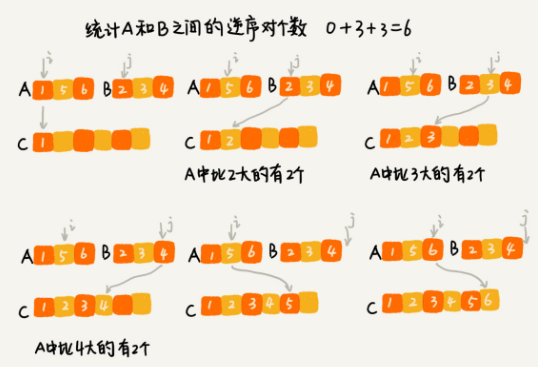 统计A和B之间的逆序对个数 0+3+3=6
i j i j i j
A 1 5 6 B 2 3 4 A 1 5 6 B 2 3 4 A 1 5 6 B 2 3 4
C 1 C 1 2 C 1 2 3
A中比2大的有2个 A中比3大的有2个
i j i j i j
A 1 5 6 B 2 3 4 A 1 5 6 B 2 3 4 A 1 5 6 B 2 3 4
C 1 2 3 4 C 1 2 3 4 5 C 1 2 3 4 5 6
A中比4大的有2个